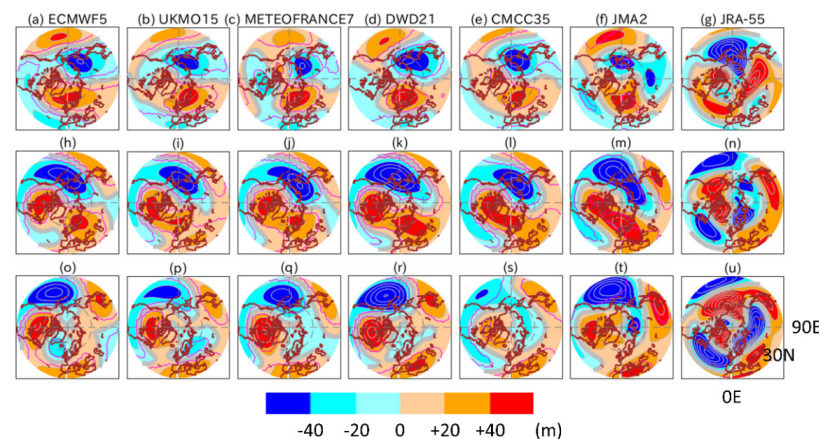 (a) ECMWF5 (b) UKMO15 (c) METEOFRANCE7 (d) DWD21 (e) CMCC35 (f) JMA2 (g) JRA-55
(h) (i) (j) (k) (l) (m) (n)
(o) (p) (q) (r) (s) (t) (u)
90E
30N
0E
-40 -20 0 +20 +40 (m)